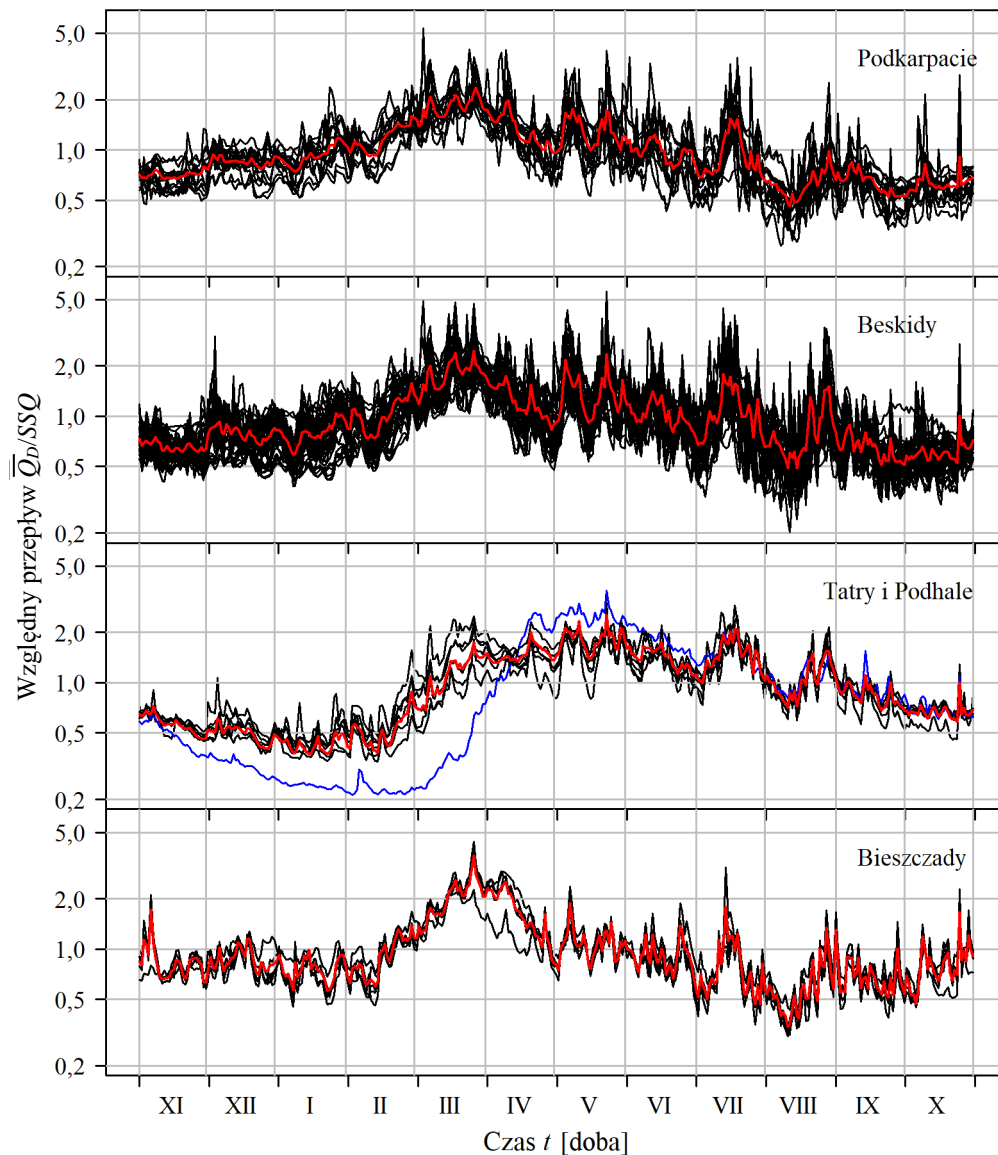 Względny przepływ Q̅D/SSQ
5,0
2,0
1,0
0,5
0,2
Podkarpacie
5,0
2,0
1,0
0,5
0,2
Beskidy
5,0
2,0
1,0
0,5
0,2
Tatry i Podhale
5,0
2,0
1,0
0,5
0,2
Bieszczady
XI XII I II III IV V VI VII VIII IX X
Czas t [doba]